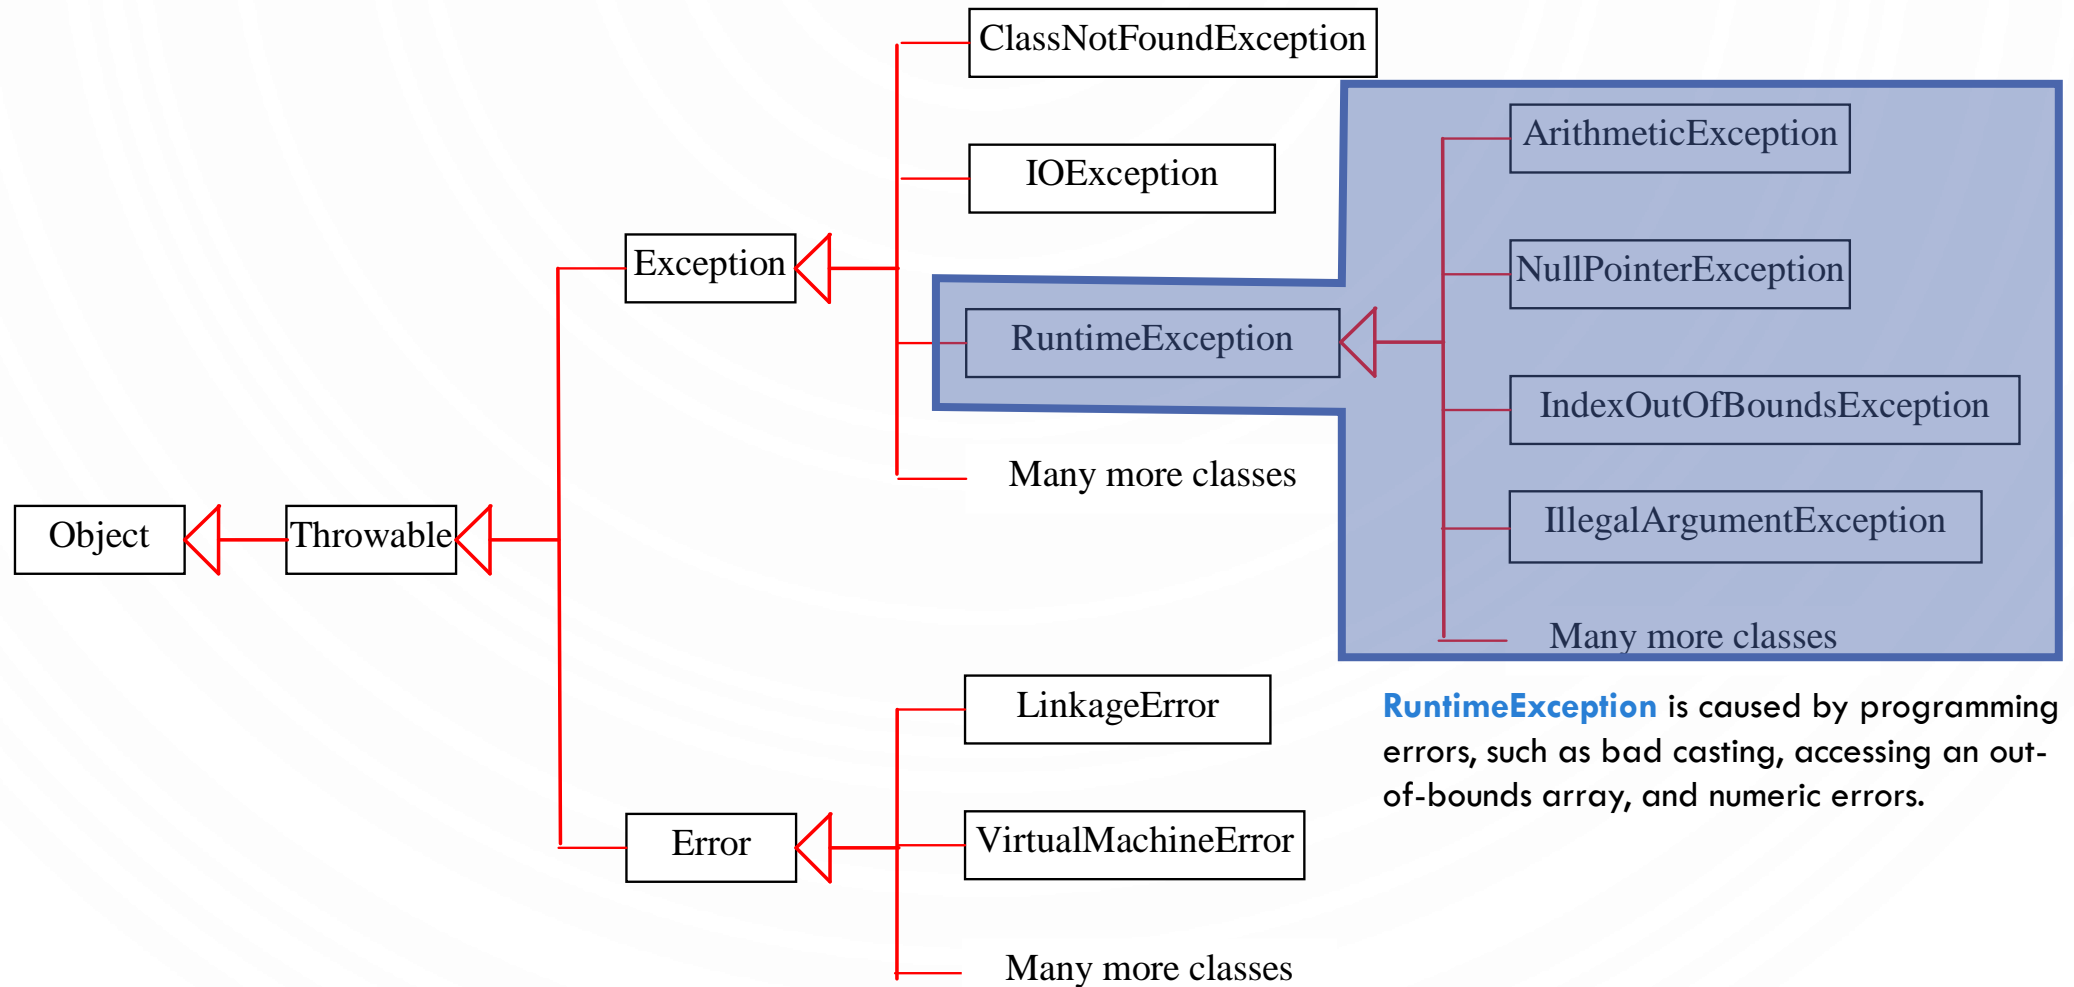 ClassNotFoundException
ArithmeticException
IOException
Exception
NullPointerException
RuntimeException
IndexOutOfBoundsException
Many more classes
Object
Throwable
IllegalArgumentException
Many more classes
LinkageError
RuntimeException is caused by programming
errors, such as bad casting, accessing an out-
of-bounds array, and numeric errors.
Error
VirtualMachineError
Many more classes